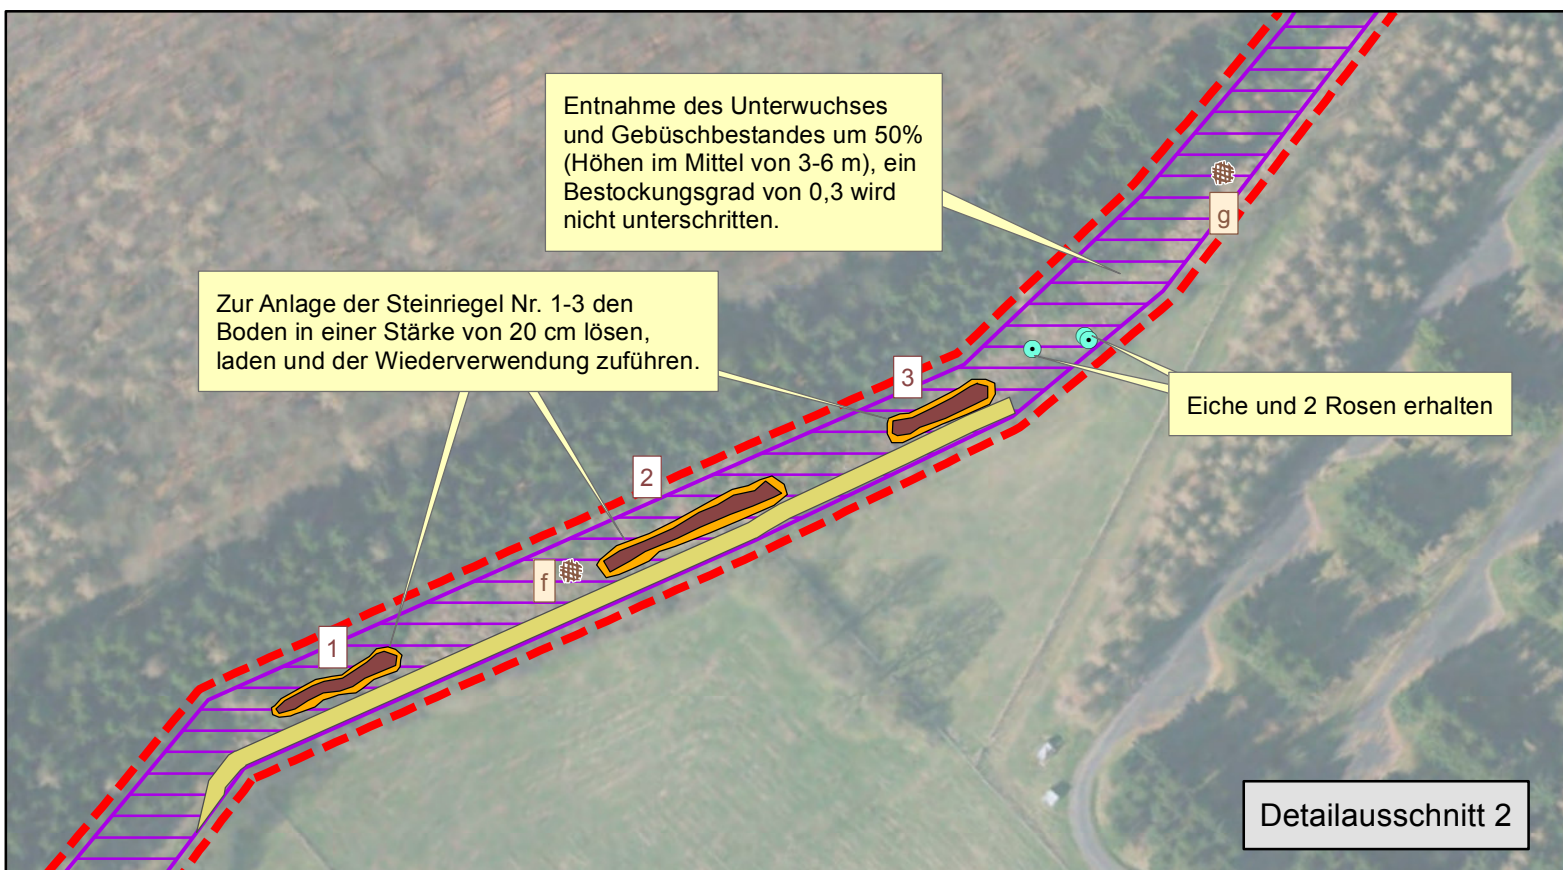 Entnahme des Unterwuchses
und Gebüschbestandes um 50%
(Höhen im Mittel von 3-6 m), ein
Bestockungsgrad von 0,3 wird
nicht unterschritten.
g
Zur Anlage der Steinriegel Nr. 1-3 den
Boden in einer Stärke von 20 cm lösen,
laden und der Wiederverwendung zuführen.
3
Eiche und 2 Rosen erhalten
2
f
1
Detailausschnitt 2